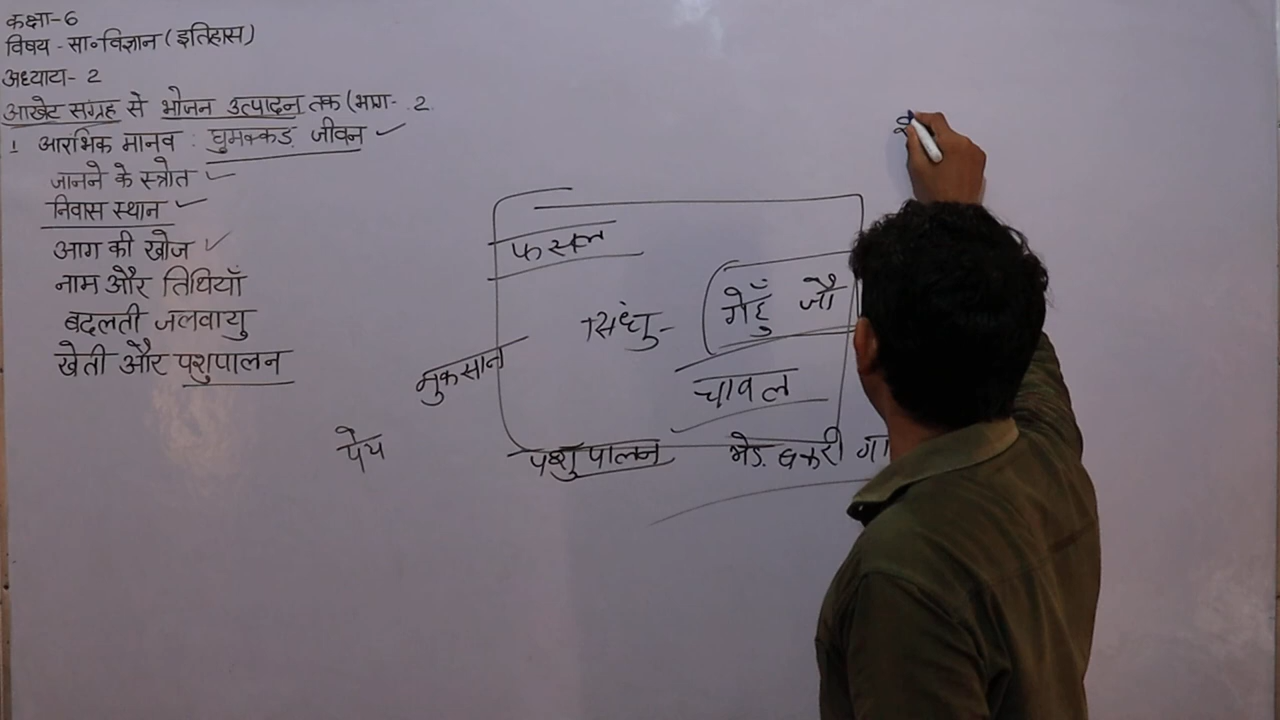 कक्षा-6
विषय - सा॰विज्ञान (इतिहास)
अध्याय - 2
आखेट संग्रह से भोजन उत्पादन तक (भाग- 2
1 आरंभिक मानव : घुमक्कड़ जीवन ✓
जानने के स्त्रोत ✓
निवास स्थान ✓
आग की खोज ✓
नाम और तिथियाँ
बदलती जलवायु
खेती और पशुपालन
फसल
सिंधु - गेहुँ जौ
नुकसान
चावल
पेय
पशुपालन भेड़ बकरी गा